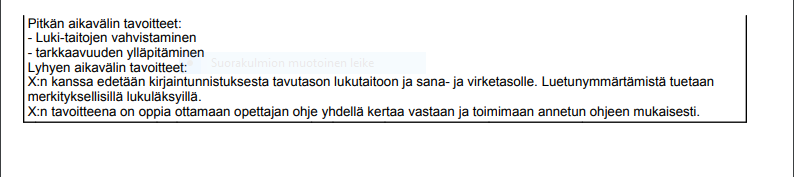 Pitkän aikavälin tavoitteet:
- Luki-taitojen vahvistaminen
- tarkkaavuuden ylläpitäminen
Suorakulmion muotoinen leike
Lyhyen aikavälin tavoitteet:
X:n kanssa edetään kirjaintunnistuksesta tavutason lukutaitoon ja sana- ja virketasolle. Luetunymmärtämistä tuetaan
merkityksellisillä lukuläksyillä.
X:n tavoitteena on oppia ottamaan opettajan ohje yhdellä kertaa vastaan ja toimimaan annetun ohjeen mukaisesti.